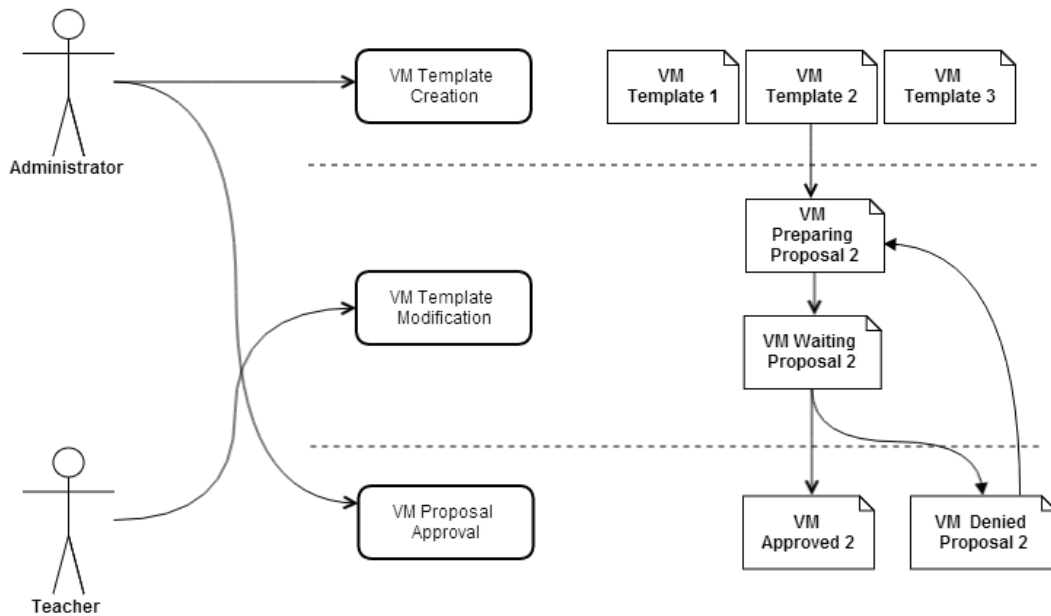 VM Template
Creation
VM
Template 1
VM
Template 2
VM
Template 3
Administrator
VM
Preparing
Proposal 2
VM Template
Modification
VM Waiting
Proposal 2
VM Proposal
Approval
VM
Approved 2
VM Denied
Proposal 2
Teacher